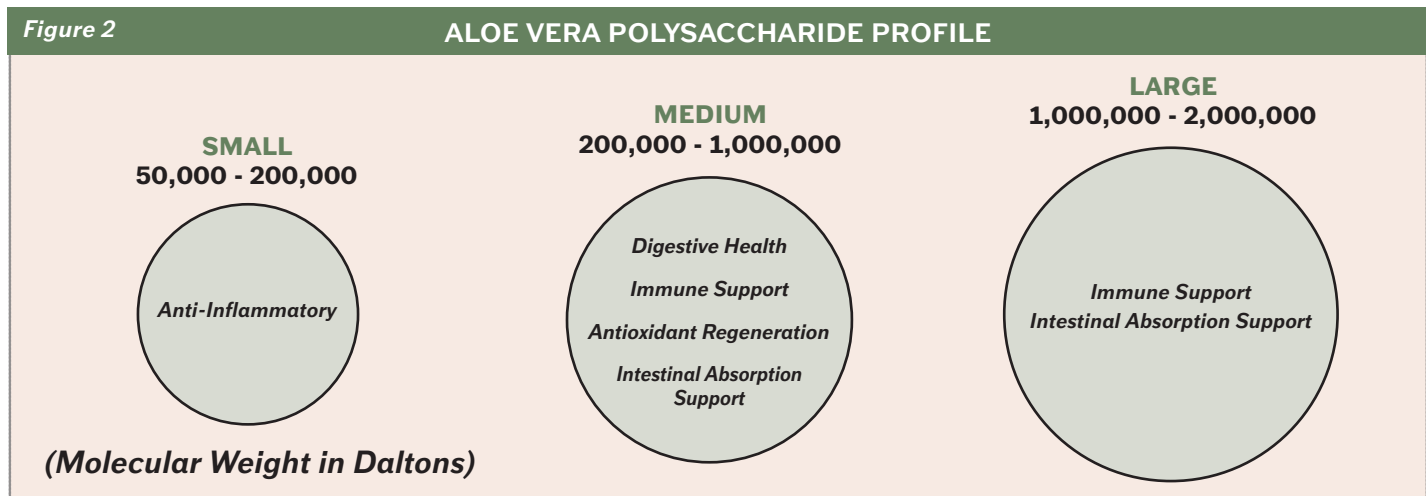 Figure 2
ALOE VERA POLYSACCHARIDE PROFILE
SMALL
50,000 - 200,000
Anti-Inflammatory
(Molecular Weight in Daltons)
MEDIUM
200,000 - 1,000,000
Digestive Health
Immune Support
Antioxidant Regeneration
Intestinal Absorption
Support
LARGE
1,000,000 - 2,000,000
Immune Support
Intestinal Absorption Support